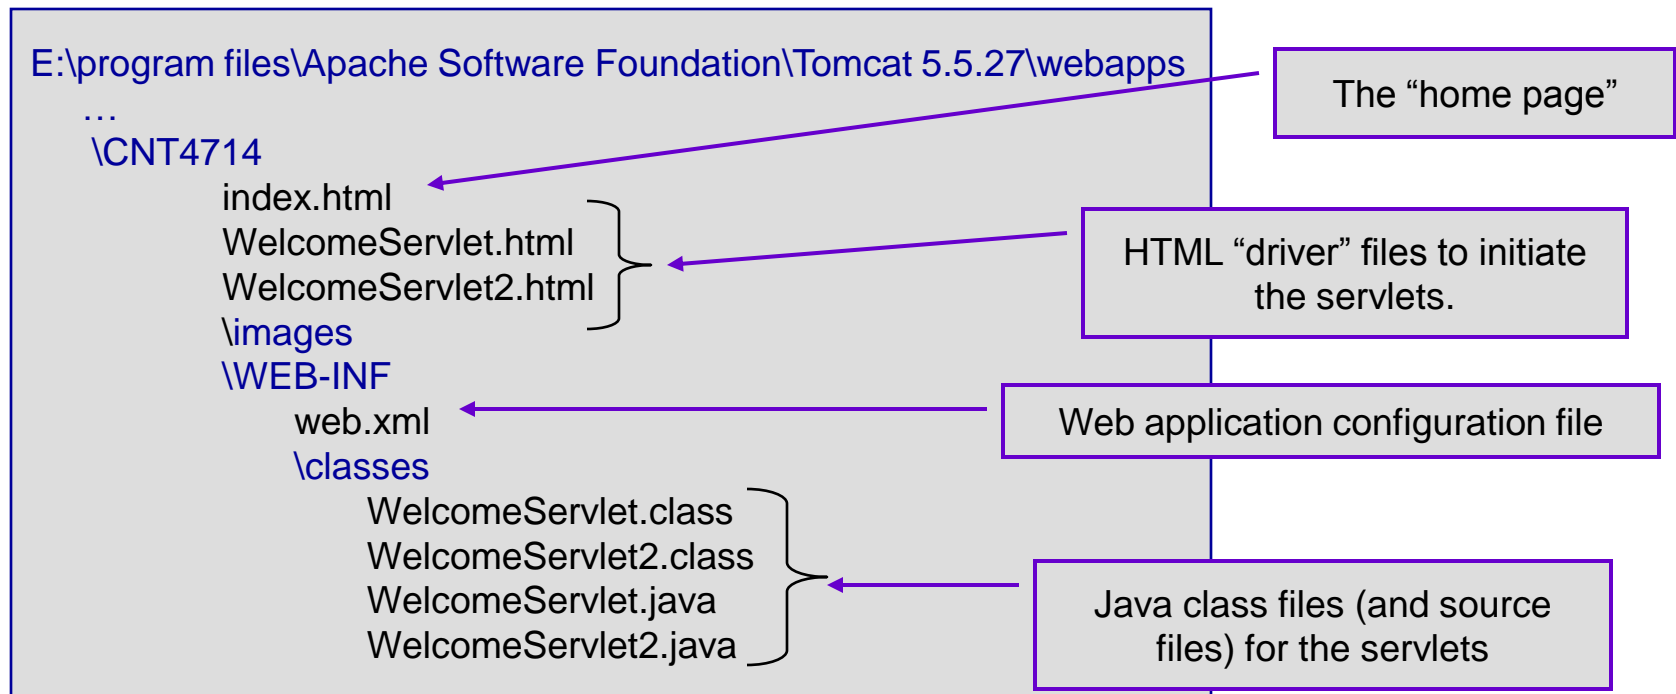 E:\program files\Apache Software Foundation\Tomcat 5.5.27\webapps
…
\CNT4714
index.html
WelcomeServlet.html
WelcomeServlet2.html
\images
\WEB-INF
web.xml
\classes
WelcomeServlet.class
WelcomeServlet2.class
WelcomeServlet.java
WelcomeServlet2.java
The “home page”
HTML “driver” files to initiate
the servlets.
Web application configuration file
Java class files (and source
files) for the servlets